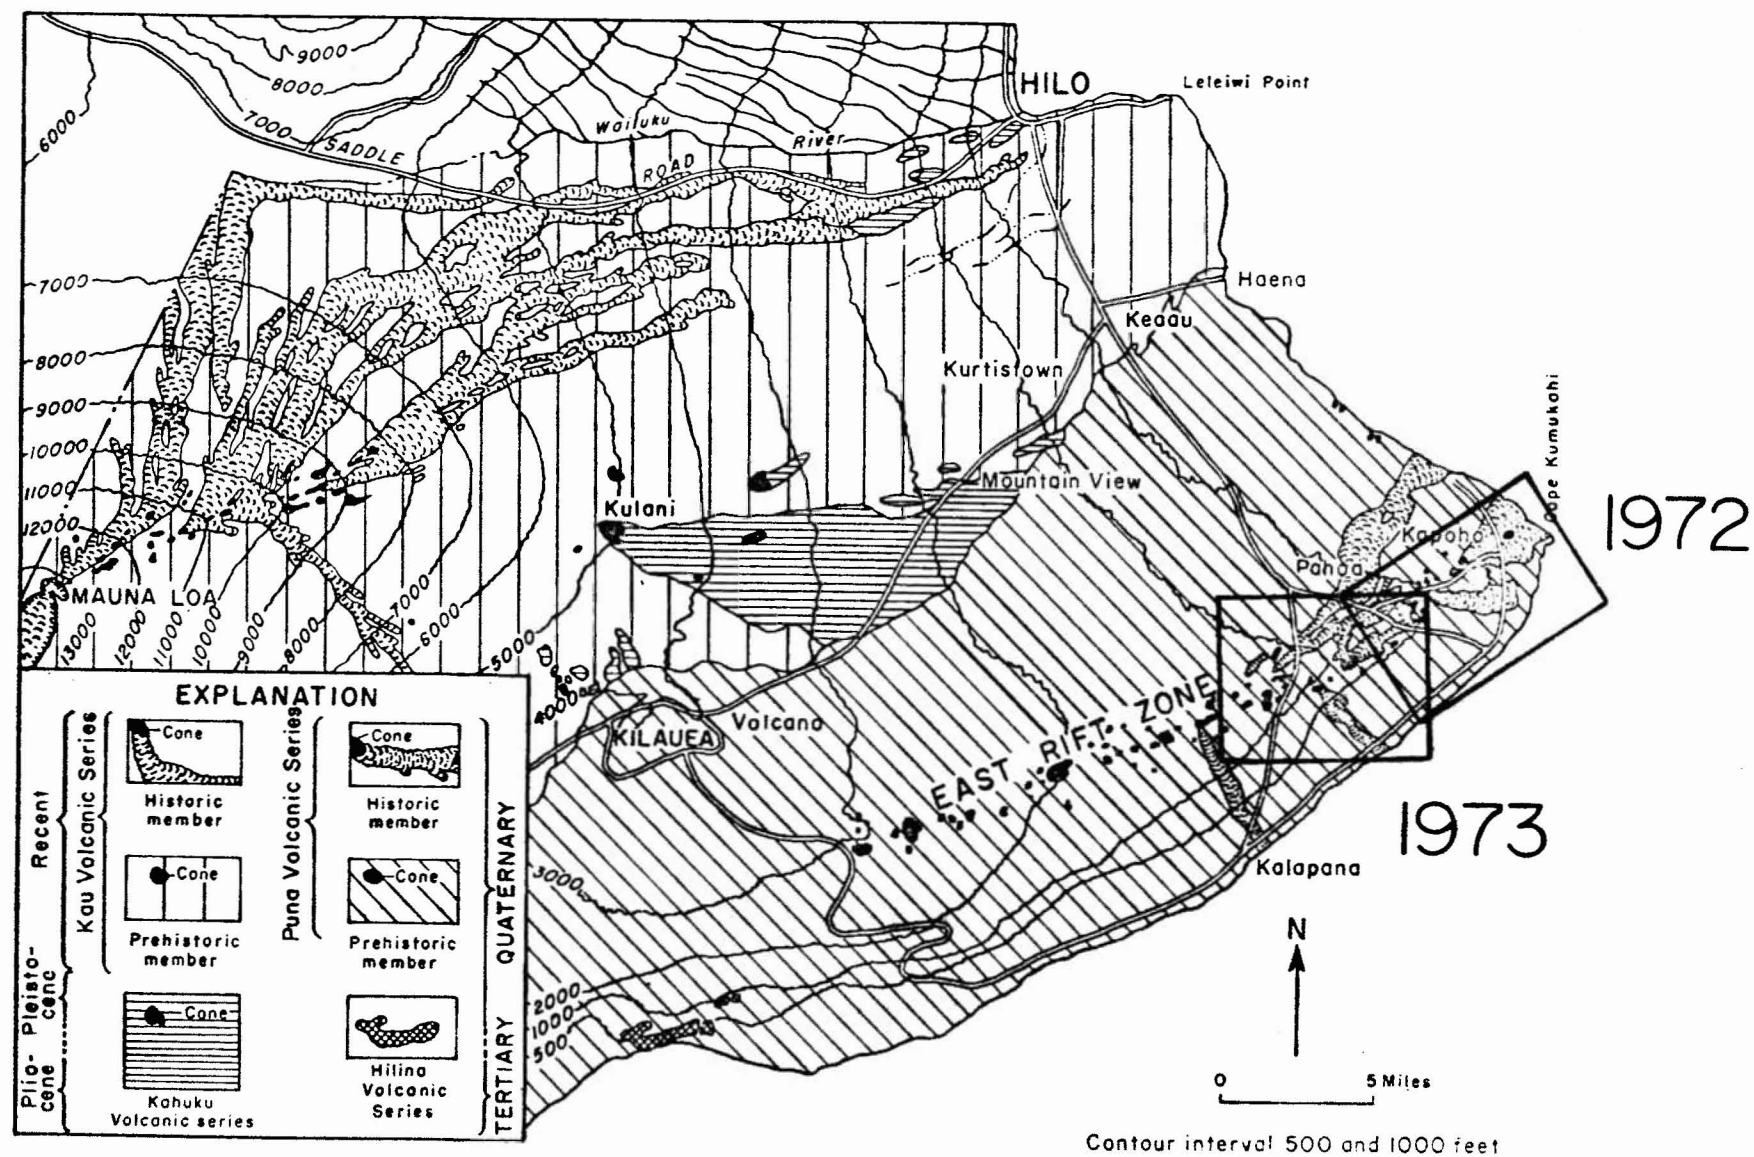 9000
8000
7000
6000
SADDLE
ROAD
Wailuku
River
HILO
Leleiwi Point
Haena
Keaau
Kurtistown
Mountain View
Kulani
Cape Kumukahi
Kapoho
Pahoa
1972
1973
7000
8000
9000
10000
11000
12000
MAUNA LOA
13000
12000
11000
10000
9000
8000
7000
6000
5000
4000
KILAUEA
Volcano
EAST RIFT ZONE
Kalapana
3000
2000
1000
500
EXPLANATION
Recent
Kau Volcanic Series
Cone
Historic
member
Cone
Prehistoric
member
Puna Volcanic Series
Cone
Historic
member
Cone
Prehistoric
member
QUATERNARY
Pleisto-
cene
Plio-
cene
Cone
Kahuku
Volcanic series
Hilina
Volcanic
Series
TERTIARY
N
0 5 Miles
Contour interval 500 and 1000 feet